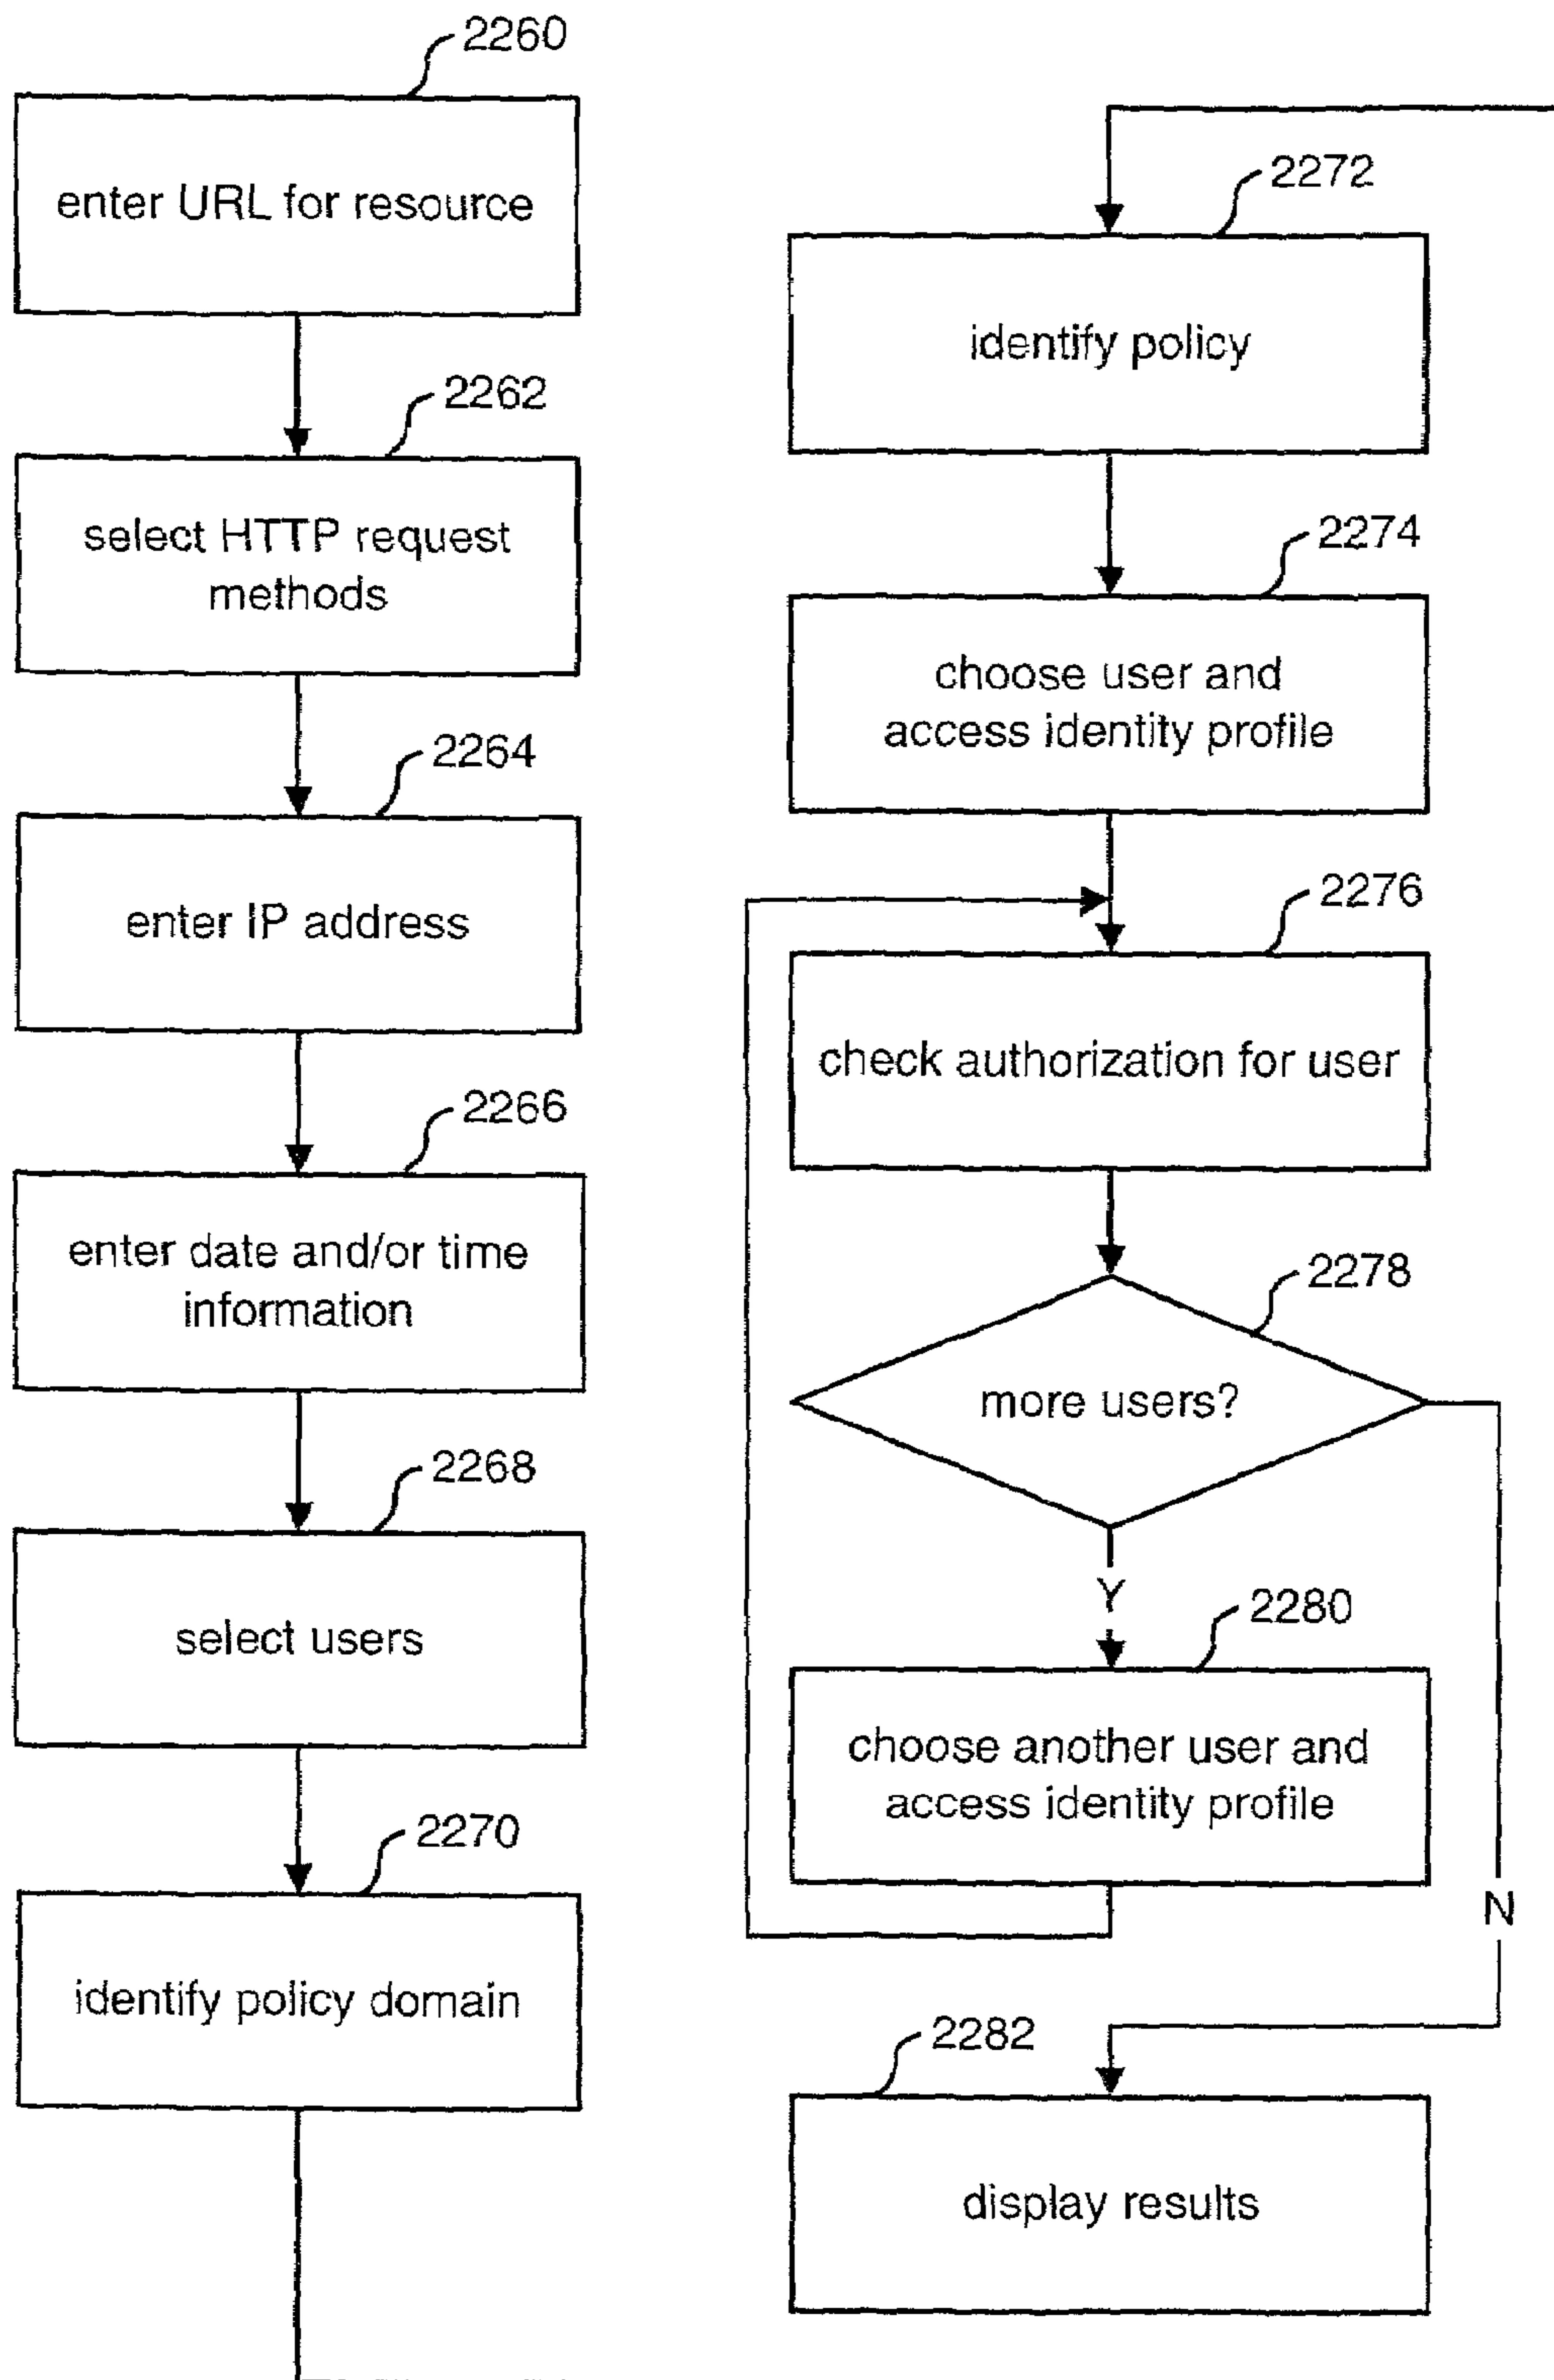 2260
enter URL for resource
2262
select HTTP request
methods
2264
enter IP address
2266
enter date and/or time
information
2268
select users
2270
identify policy domain
2272
identify policy
2274
choose user and
access identity profile
2276
check authorization for user
2278
more users?
Y
2280
choose another user and
access identity profile
N
2282
display results